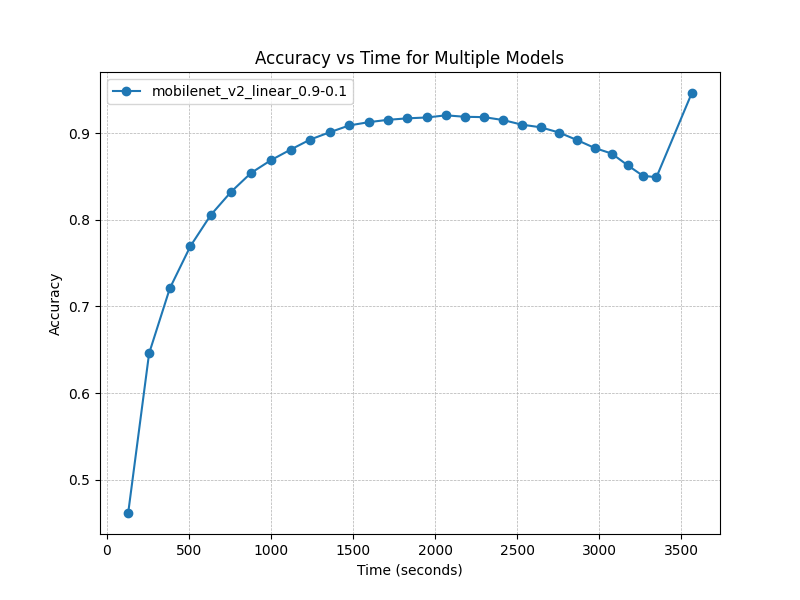 Accuracy vs Time for Multiple Models
mobilenet_v2_linear_0.9-0.1
Accuracy
0.9
0.8
0.7
0.6
0.5
0 500 1000 1500 2000 2500 3000 3500
Time (seconds)